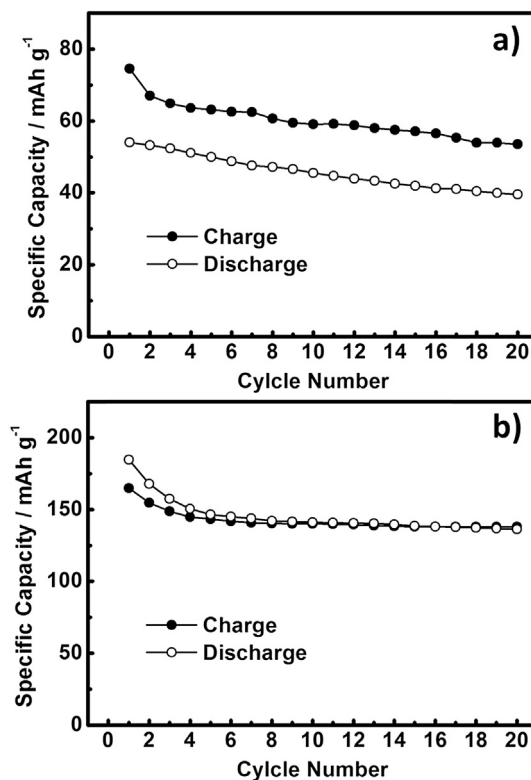 a)
80
60
40
20
0
Specific Capacity / mAh g-1
Charge
Discharge
0 2 4 6 8 10 12 14 16 18 20
Cylcle Number
b)
200
150
100
50
0
Specific Capacity / mAh g-1
Charge
Discharge
0 2 4 6 8 10 12 14 16 18 20
Cylcle Number